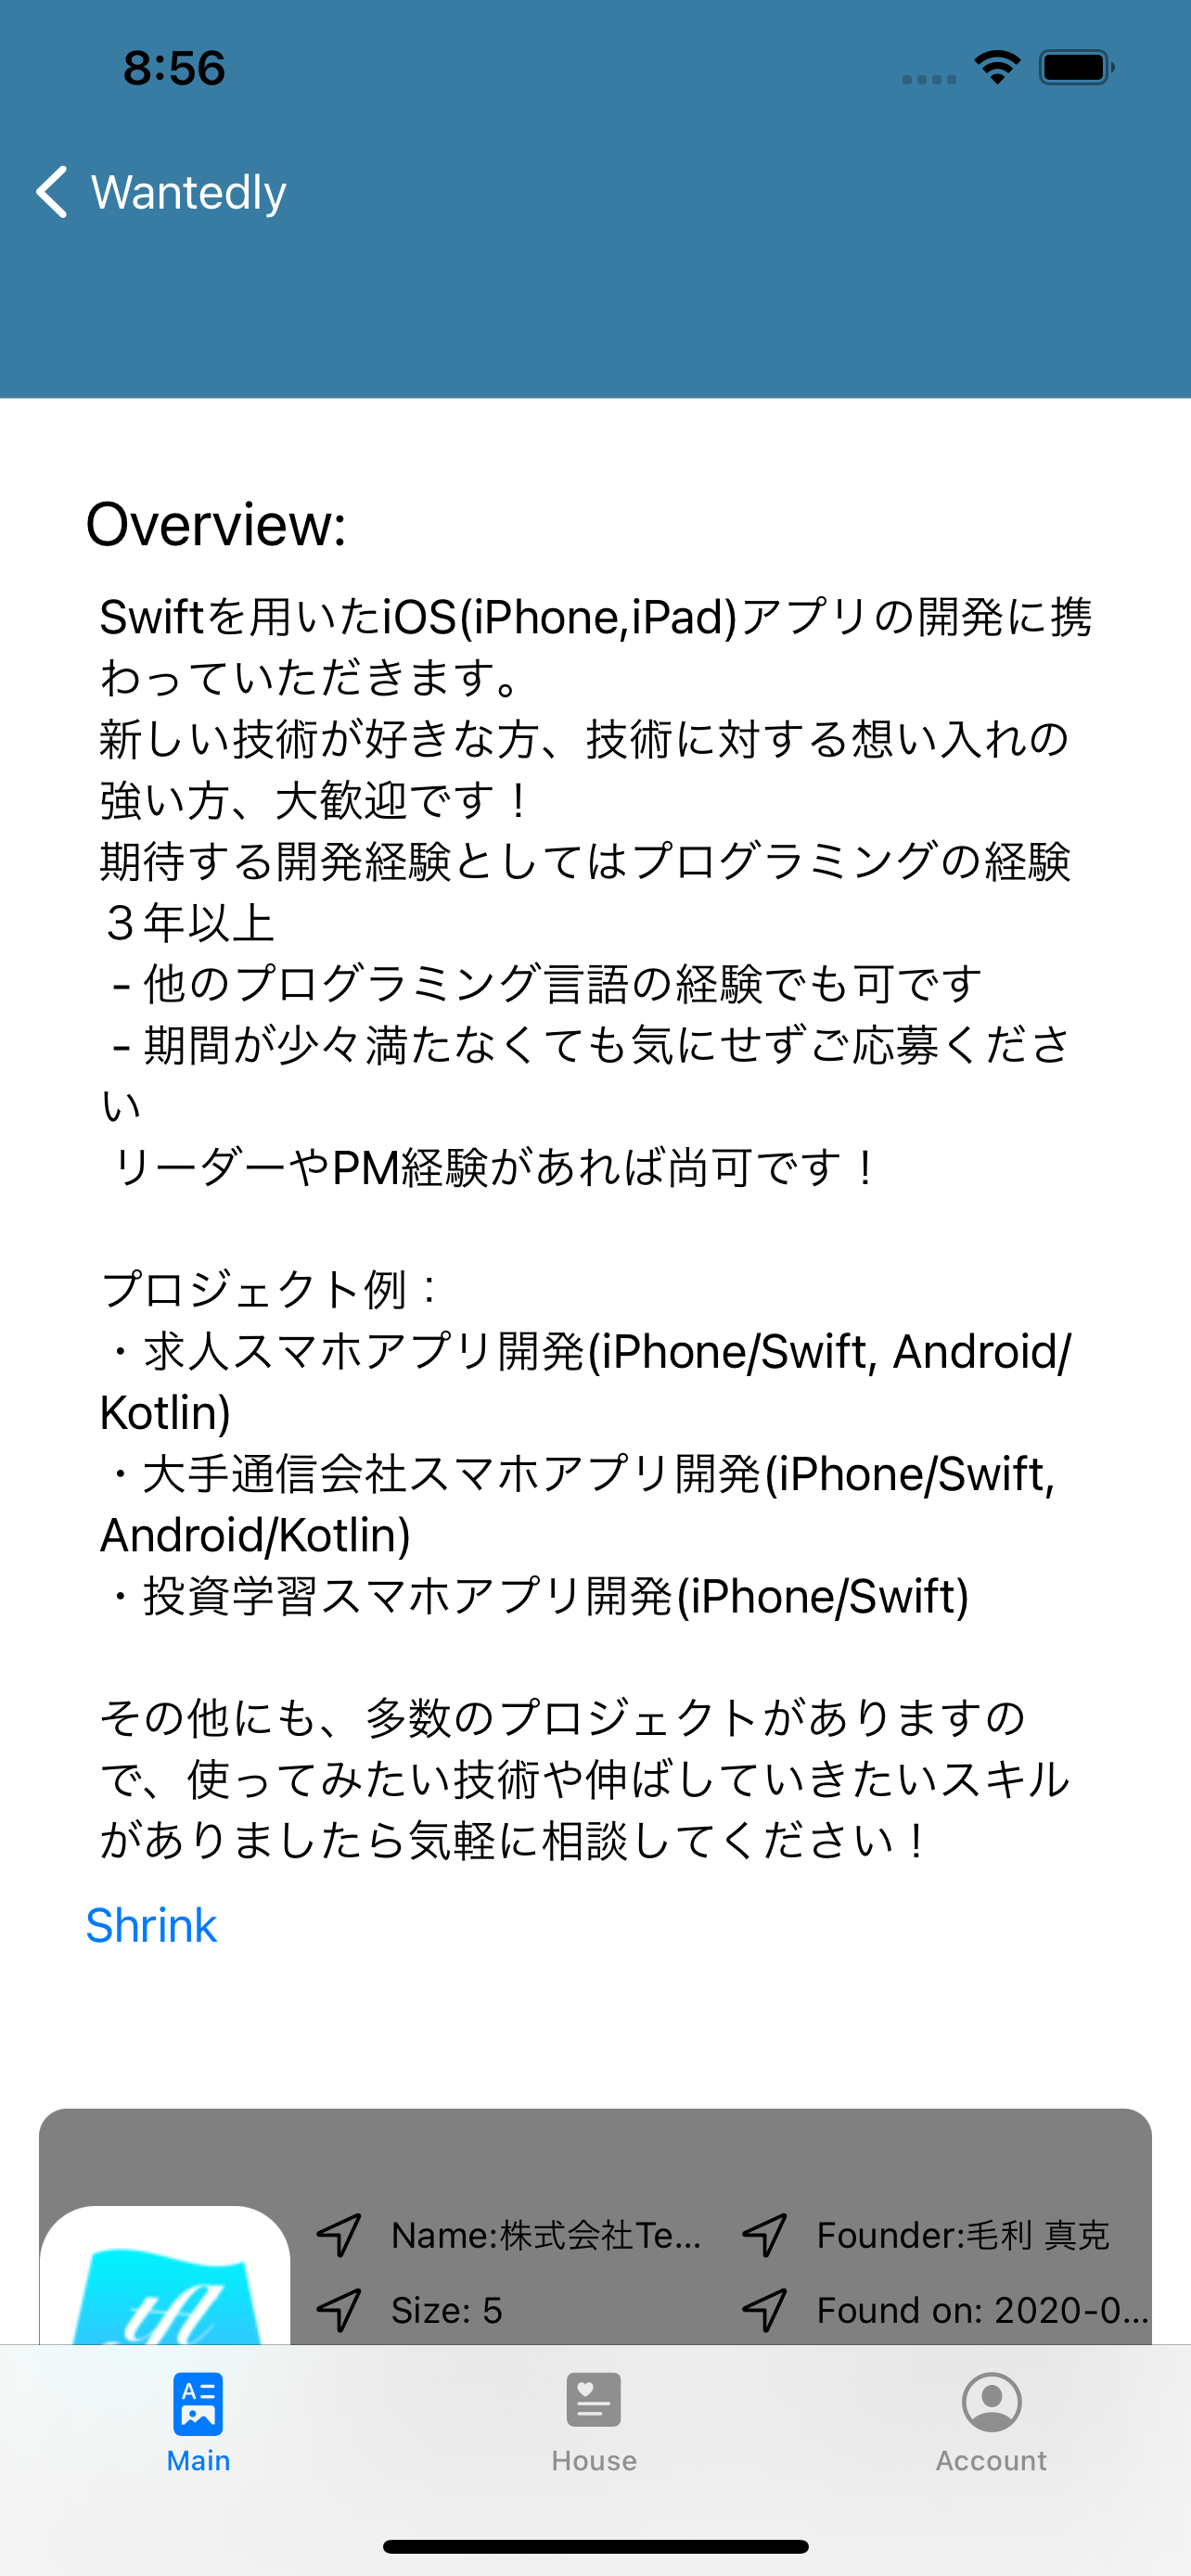 8:56
Wantedly
Overview:
Swiftを用いたiOS(iPhone,iPad)アプリの開発に携
わっていただきます。
新しい技術が好きな方、技術に対する想い入れの
強い方、大歓迎です！
期待する開発経験としてはプログラミングの経験
３年以上
- 他のプログラミング言語の経験でも可です
- 期間が少々満たなくても気にせずご応募くださ
い
リーダーやPM経験があれば尚可です！
プロジェクト例：
・求人スマホアプリ開発(iPhone/Swift, Android/
Kotlin)
・大手通信会社スマホアプリ開発(iPhone/Swift,
Android/Kotlin)
・投資学習スマホアプリ開発(iPhone/Swift)
その他にも、多数のプロジェクトがありますの
で、使ってみたい技術や伸ばしていきたいスキル
がありましたら気軽に相談してください！
Shrink
Name:株式会社Te... Founder:毛利 真克
Size: 5 Found on: 2020-0...
tfl
Main House Account